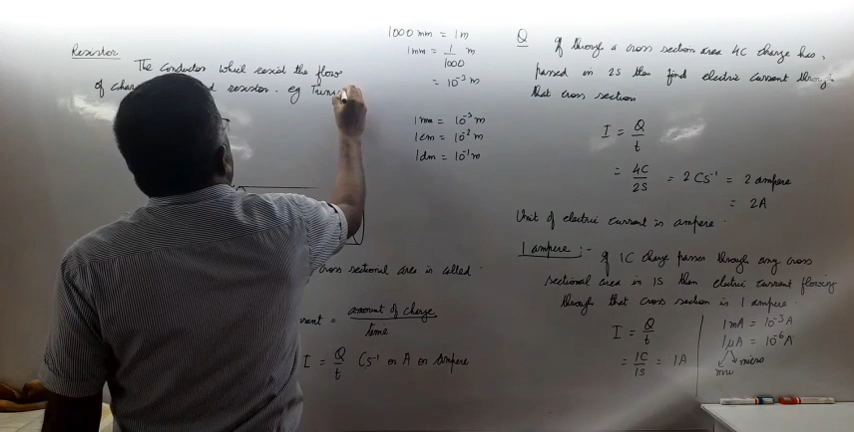 Resistor
The conductor which resist the flow
of resistor. eg
cross sectional area is called
= amount of charge
time
I = Q
t Cs⁻¹ or A or Ampere
1000 mm = 1 m
1 mm = 1 m
1000
= 10⁻³ m
1 mm = 10⁻³ m
1 cm = 10⁻² m
1 dm = 10⁻¹ m
Q If through a cross section area 4C charge has,
passed in 2S then find electric current through
that cross section
I = Q
t
= 4C
2S = 2 Cs⁻¹ = 2 ampere
= 2A
Unit of electric current is ampere.
1 ampere :- If 1C charge passes through any cross
sectional area in 1S then electric current flowing
through that cross section is 1 ampere.
I = Q
t
= 1C
1s = 1A
1 mA = 10⁻³ A
1 μA = 10⁻⁶ A
micro
mu